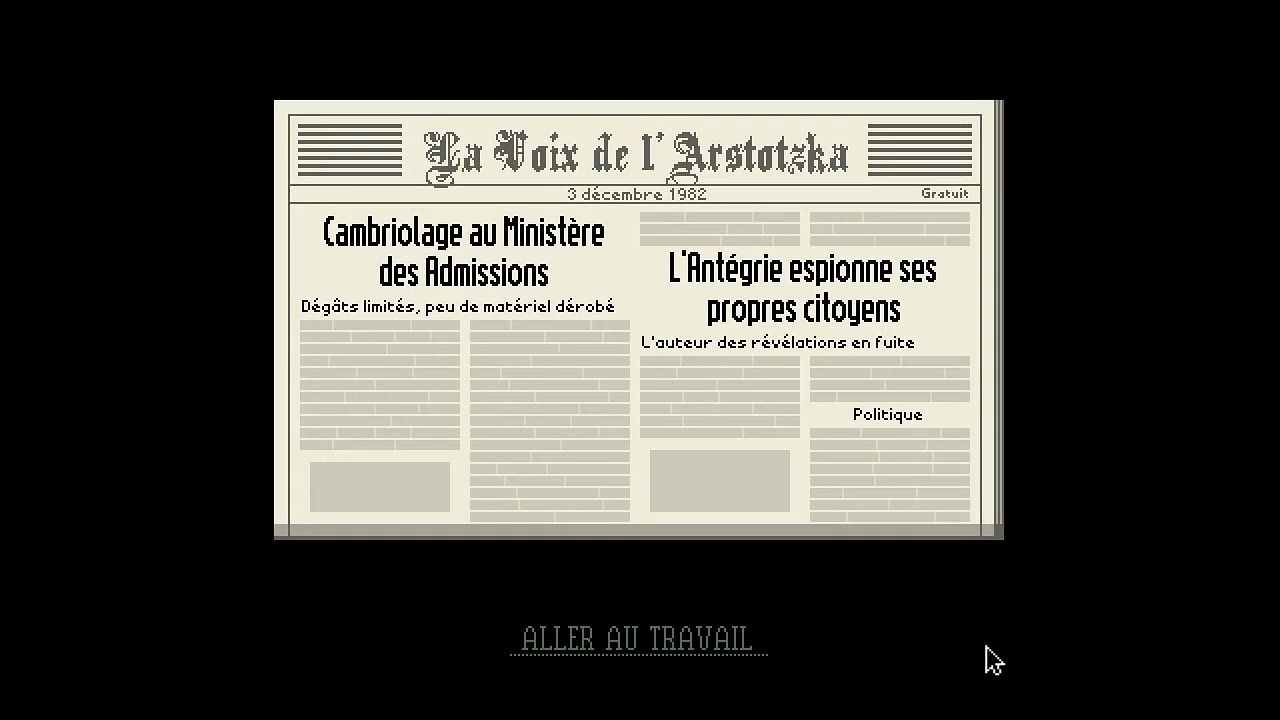 La Voix de l'Arstotzka
3 décembre 1982
Gratuit
Cambriolage au Ministère
des Admissions
Dégâts limités, peu de matériel dérobé
L'Antégrie espionne ses
propres citoyens
L'auteur des révélations en fuite
Politique
ALLER AU TRAVAIL